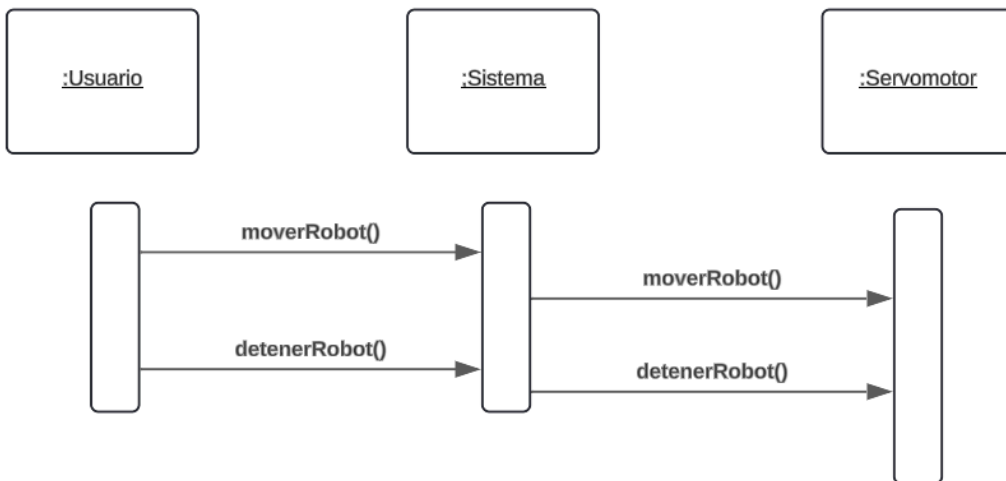 :Usuario
;Sistema
:Servomotor
moverRobot()
moverRobot()
detenerRobot()
detenerRobot()